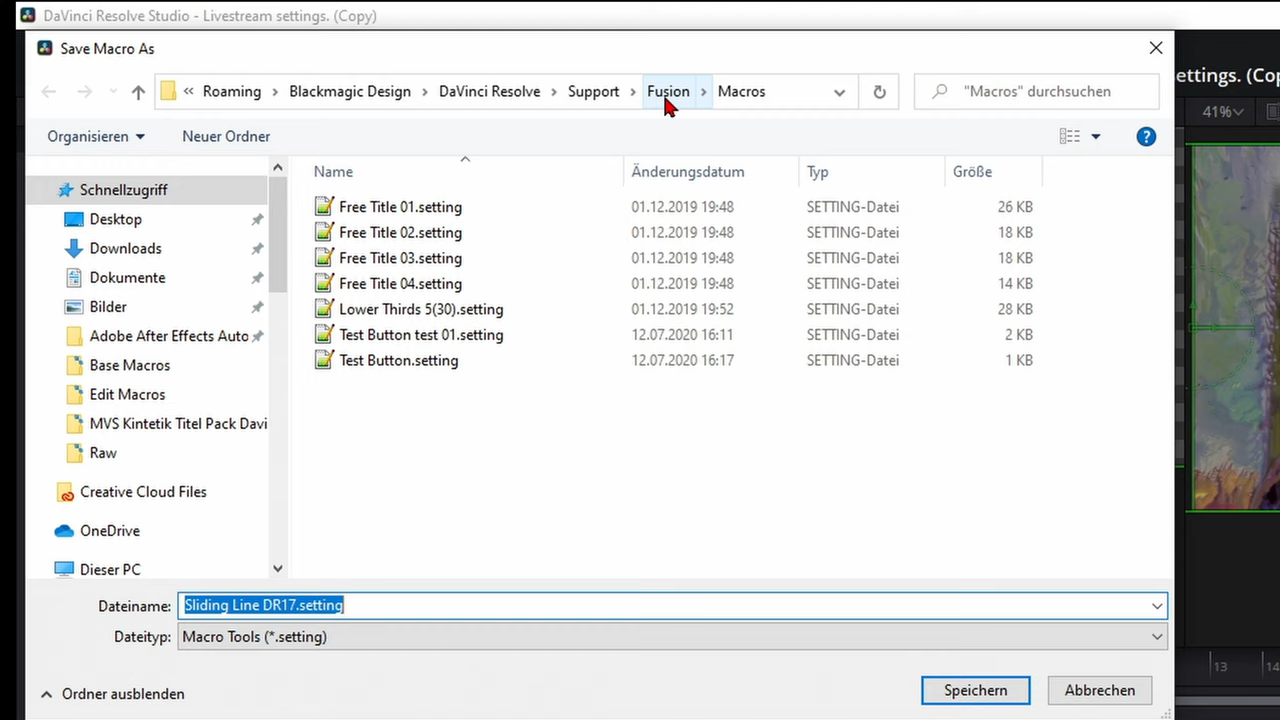 DaVinci Resolve Studio - Livestream settings. (Copy)
Save Macro As
« Roaming › Blackmagic Design › DaVinci Resolve › Support › Fusion › Macros
"Macros" durchsuchen
ettings. (Cop
Organisieren
Neuer Ordner
41%
Name
Änderungsdatum
Typ
Größe
Schnellzugriff
Desktop
Downloads
Dokumente
Bilder
Adobe After Effects Auto
Base Macros
Edit Macros
MVS Kintetik Titel Pack Davi
Raw
Creative Cloud Files
OneDrive
Dieser PC
Free Title 01.setting 01.12.2019 19:48 SETTING-Datei 26 KB
Free Title 02.setting 01.12.2019 19:48 SETTING-Datei 18 KB
Free Title 03.setting 01.12.2019 19:48 SETTING-Datei 18 KB
Free Title 04.setting 01.12.2019 19:48 SETTING-Datei 14 KB
Lower Thirds 5(30).setting 01.12.2019 19:52 SETTING-Datei 28 KB
Test Button test 01.setting 12.07.2020 16:11 SETTING-Datei 2 KB
Test Button.setting 12.07.2020 16:17 SETTING-Datei 1 KB
Dateiname: Sliding Line DR17.setting
Dateityp: Macro Tools (*.setting)
Ordner ausblenden
Speichern
Abbrechen
13
14